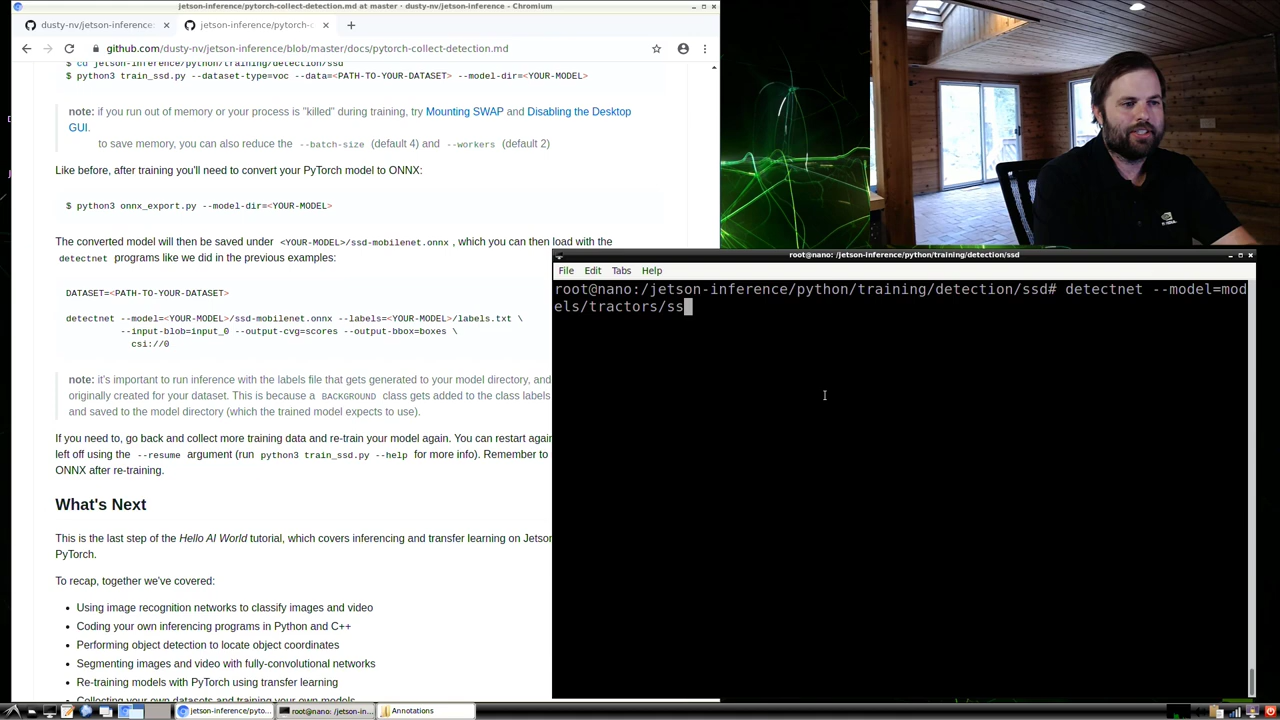 jetson-inference/pytorch-collect-detection.md at master · dusty-nv/jetson-inference - Chromium
dusty-nv/jetson-inference
jetson-inference/pytorch-c
github.com/dusty-nv/jetson-inference/blob/master/docs/pytorch-collect-detection.md
$ cd jetson-inference/python/training/detection/ssd
$ python3 train_ssd.py --dataset-type=voc --data=<PATH-TO-YOUR-DATASET> --model-dir=<YOUR-MODEL>
note: if you run out of memory or your process is "killed" during training, try Mounting SWAP and Disabling the Desktop
GUI.
to save memory, you can also reduce the --batch-size (default 4) and --workers (default 2)
Like before, after training you'll need to convert your PyTorch model to ONNX:
$ python3 onnx_export.py --model-dir=<YOUR-MODEL>
The converted model will then be saved under <YOUR-MODEL>/ssd-mobilenet.onnx , which you can then load with the
detectnet programs like we did in the previous examples:
DATASET=<PATH-TO-YOUR-DATASET>
detectnet --model=<YOUR-MODEL>/ssd-mobilenet.onnx --labels=<YOUR-MODEL>/labels.txt \
--input-blob=input_0 --output-cvg=scores --output-bbox=boxes \
csi://0
note: it's important to run inference with the labels file that gets generated to your model directory, and
originally created for your dataset. This is because a BACKGROUND class gets added to the class labels
and saved to the model directory (which the trained model expects to use).
If you need to, go back and collect more training data and re-train your model again. You can restart again
left off using the --resume argument (run python3 train_ssd.py --help for more info). Remember to
ONNX after re-training.
What's Next
This is the last step of the Hello AI World tutorial, which covers inferencing and transfer learning on Jetson
PyTorch.
To recap, together we've covered:
• Using image recognition networks to classify images and video
• Coding your own inferencing programs in Python and C++
• Performing object detection to locate object coordinates
• Segmenting images and video with fully-convolutional networks
• Re-training models with PyTorch using transfer learning
• Collecting your own datasets and training your own models
root@nano: /jetson-inference/python/training/detection/ssd
File Edit Tabs Help
root@nano:/jetson-inference/python/training/detection/ssd# detectnet --model=mod
els/tractors/ss
jetson-inference/pyto...
root@nano: /jetson-in...
Annotations